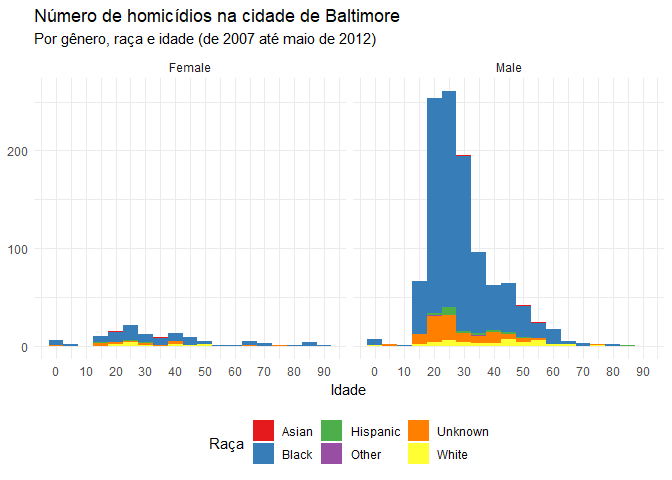 Número de homicídios na cidade de Baltimore
Por gênero, raça e idade (de 2007 até maio de 2012)
Female Male
200
100
0
0 10 20 30 40 50 60 70 80 90 0 10 20 30 40 50 60 70 80 90
Idade
Raça
Asian Hispanic Unknown
Black Other White